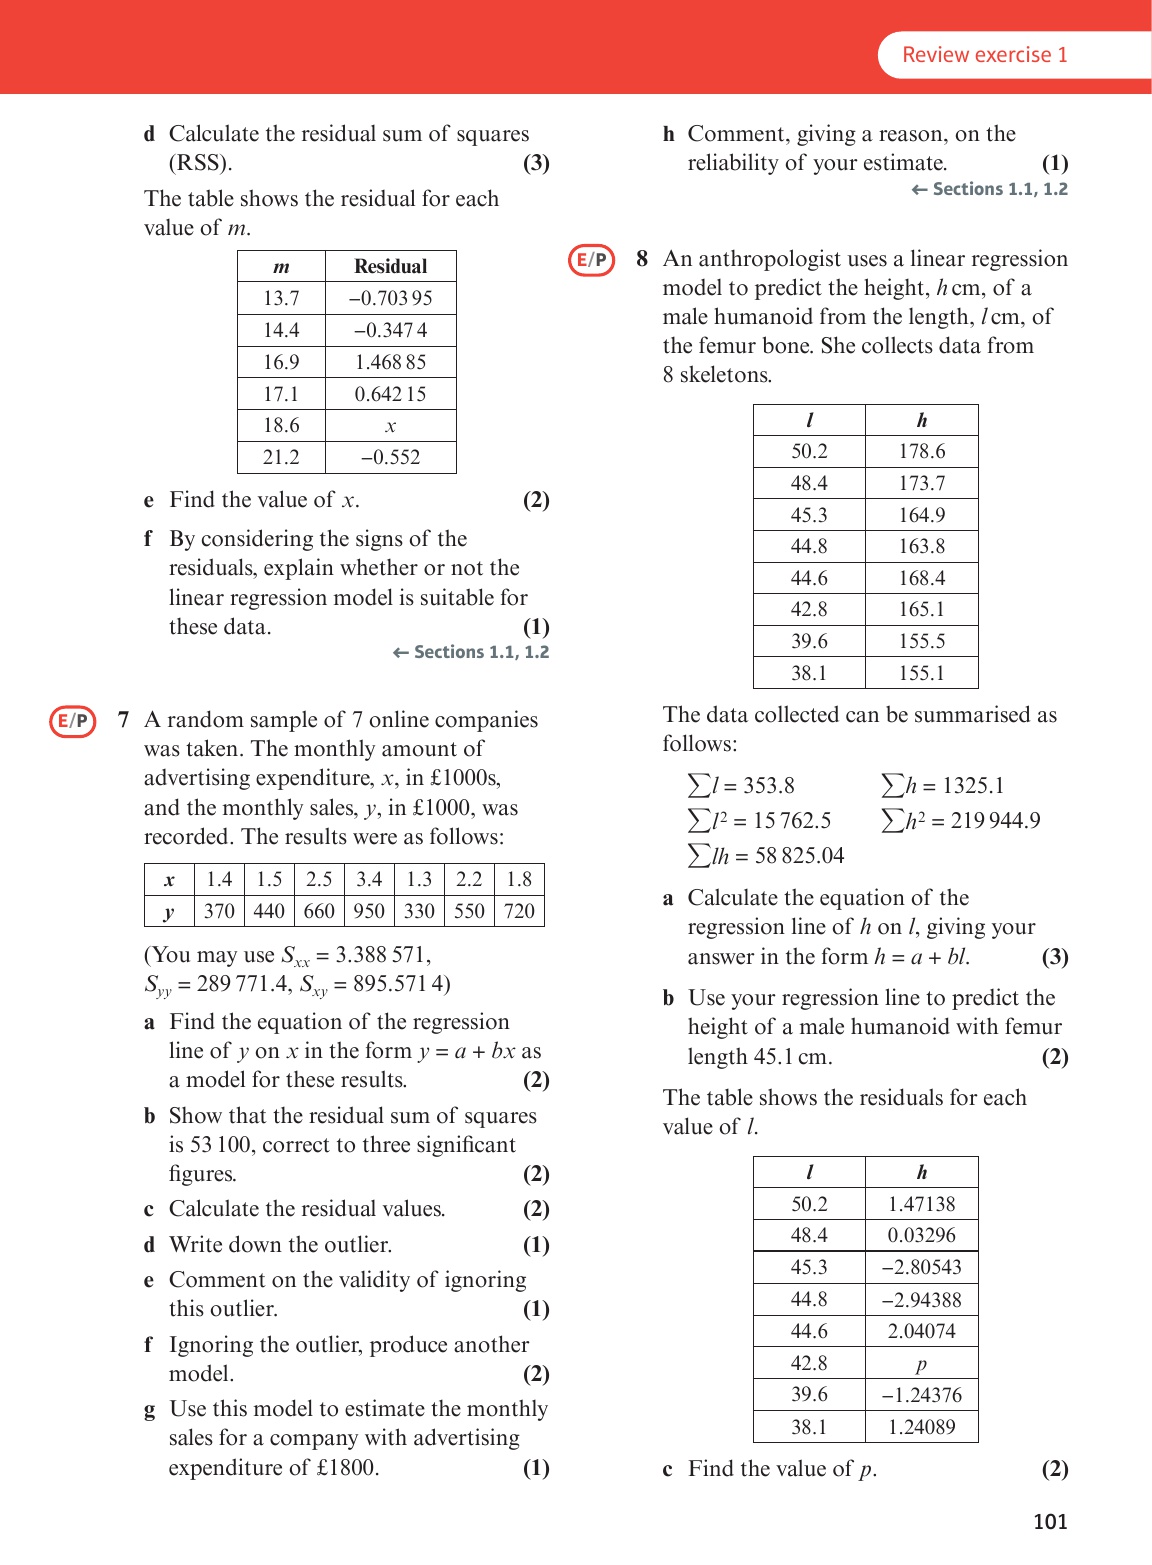 Review exercise 1
d Calculate the residual sum of squares
(RSS). (3)
The table shows the residual for each
value of m.
m Residual
13.7 −0.703 95
14.4 −0.347 4
16.9 1.468 85
17.1 0.642 15
18.6 x
21.2 −0.552
e Find the value of x. (2)
f By considering the signs of the
residuals, explain whether or not the
linear regression model is suitable for
these data. (1)
← Sections 1.1, 1.2
E/P 7 A random sample of 7 online companies
was taken. The monthly amount of
advertising expenditure, x, in £1000s,
and the monthly sales, y, in £1000, was
recorded. The results were as follows:
x 1.4 1.5 2.5 3.4 1.3 2.2 1.8
y 370 440 660 950 330 550 720
(You may use Sxx = 3.388 571,
Syy = 289 771.4, Sxy = 895.571 4)
a Find the equation of the regression
line of y on x in the form y = a + bx as
a model for these results. (2)
b Show that the residual sum of squares
is 53 100, correct to three significant
figures. (2)
c Calculate the residual values. (2)
d Write down the outlier. (1)
e Comment on the validity of ignoring
this outlier. (1)
f Ignoring the outlier, produce another
model. (2)
g Use this model to estimate the monthly
sales for a company with advertising
expenditure of £1800. (1)
h Comment, giving a reason, on the
reliability of your estimate. (1)
← Sections 1.1, 1.2
E/P 8 An anthropologist uses a linear regression
model to predict the height, h cm, of a
male humanoid from the length, l cm, of
the femur bone. She collects data from
8 skeletons.
l h
50.2 178.6
48.4 173.7
45.3 164.9
44.8 163.8
44.6 168.4
42.8 165.1
39.6 155.5
38.1 155.1
The data collected can be summarised as
follows:
∑l = 353.8 ∑h = 1325.1
∑l² = 15 762.5 ∑h² = 219 944.9
∑lh = 58 825.04
a Calculate the equation of the
regression line of h on l, giving your
answer in the form h = a + bl. (3)
b Use your regression line to predict the
height of a male humanoid with femur
length 45.1 cm. (2)
The table shows the residuals for each
value of l.
l h
50.2 1.47138
48.4 0.03296
45.3 −2.80543
44.8 −2.94388
44.6 2.04074
42.8 p
39.6 −1.24376
38.1 1.24089
c Find the value of p. (2)
101